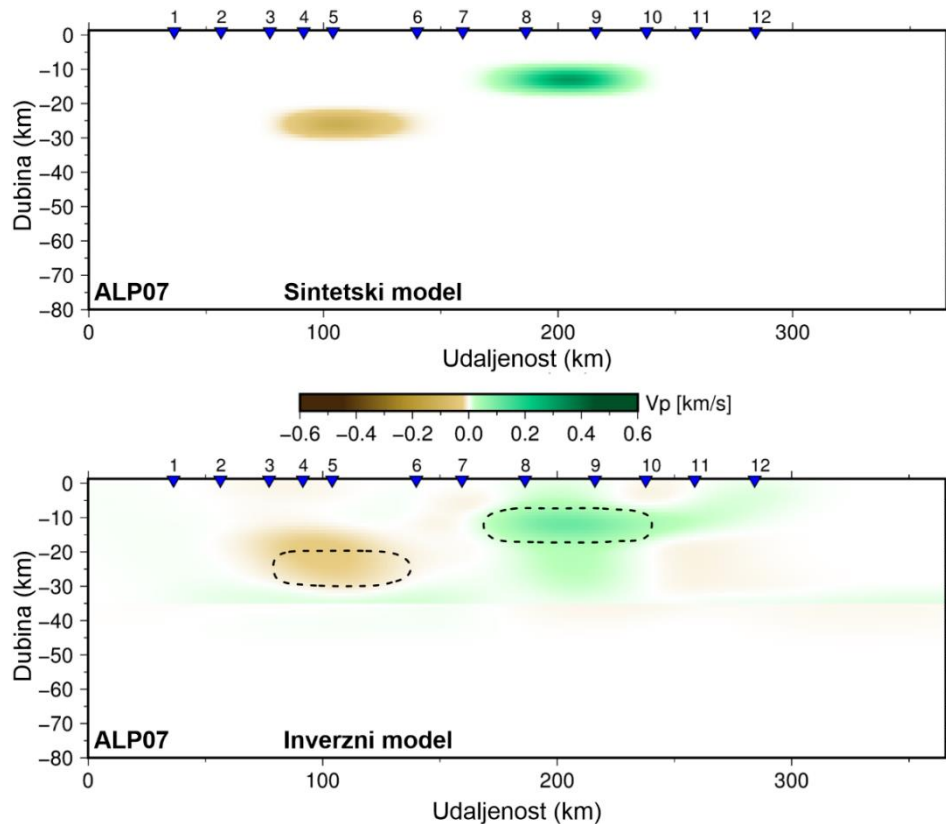 1 2 3 4 5 6 7 8 9 10 11 12
0
−10
−20
−30
−40
−50
−60
−70
−80
Dubina (km)
ALP07 Sintetski model
0 100 200 300
Udaljenost (km)
Vp [km/s]
−0.6 −0.4 −0.2 0.0 0.2 0.4 0.6
1 2 3 4 5 6 7 8 9 10 11 12
0
−10
−20
−30
−40
−50
−60
−70
−80
Dubina (km)
ALP07 Inverzni model
0 100 200 300
Udaljenost (km)